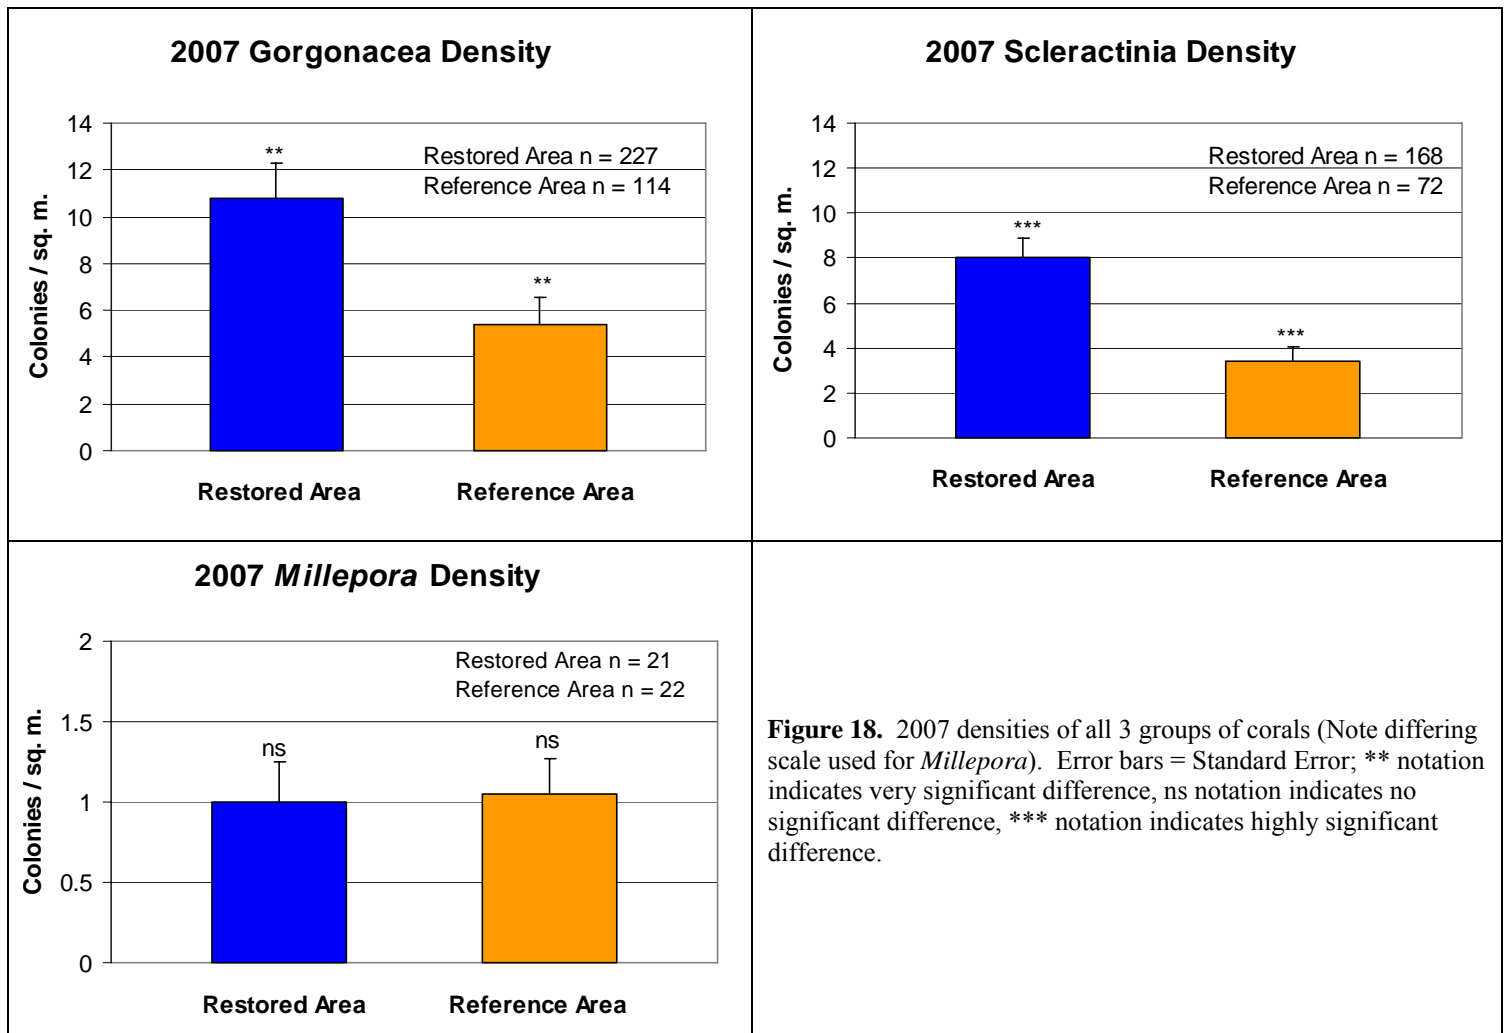 2007 Gorgonacea Density
14
12
10
8
6
4
2
0
Colonies / sq. m.
**
**
Restored Area n = 227
Reference Area n = 114
Restored Area
Reference Area
2007 Scleractinia Density
14
12
10
8
6
4
2
0
Colonies / sq. m.
***
***
Restored Area n = 168
Reference Area n = 72
Restored Area
Reference Area
2007 Millepora Density
2
1.5
1
0.5
0
Colonies / sq. m.
ns
ns
Restored Area n = 21
Reference Area n = 22
Restored Area
Reference Area
Figure 18. 2007 densities of all 3 groups of corals (Note differing
scale used for Millepora). Error bars = Standard Error; ** notation
indicates very significant difference, ns notation indicates no
significant difference, *** notation indicates highly significant
difference.